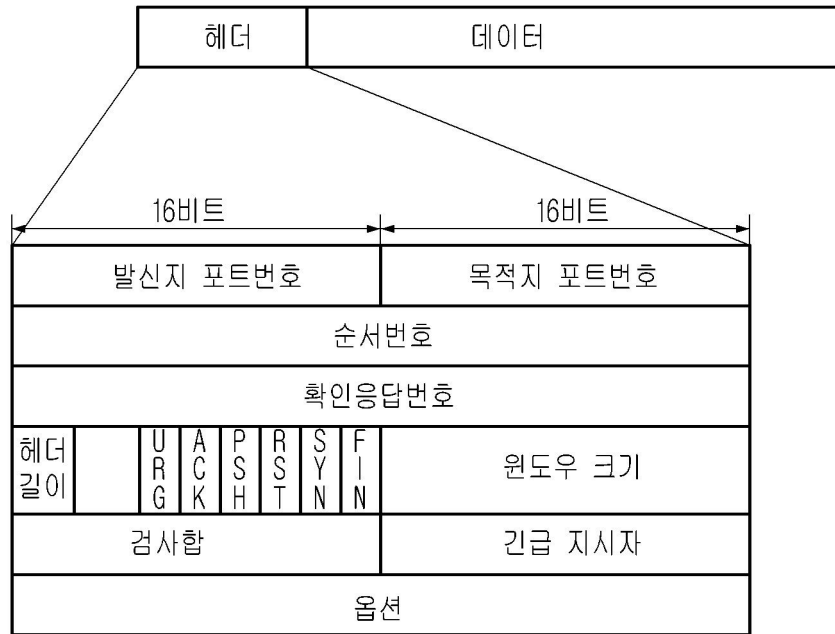 헤더 데이터
16비트 16비트
발신지 포트번호 목적지 포트번호
순서번호
확인응답번호
헤더 길이 URG ACK PSH RST SYN FIN 윈도우 크기
검사합 긴급 지시자
옵션